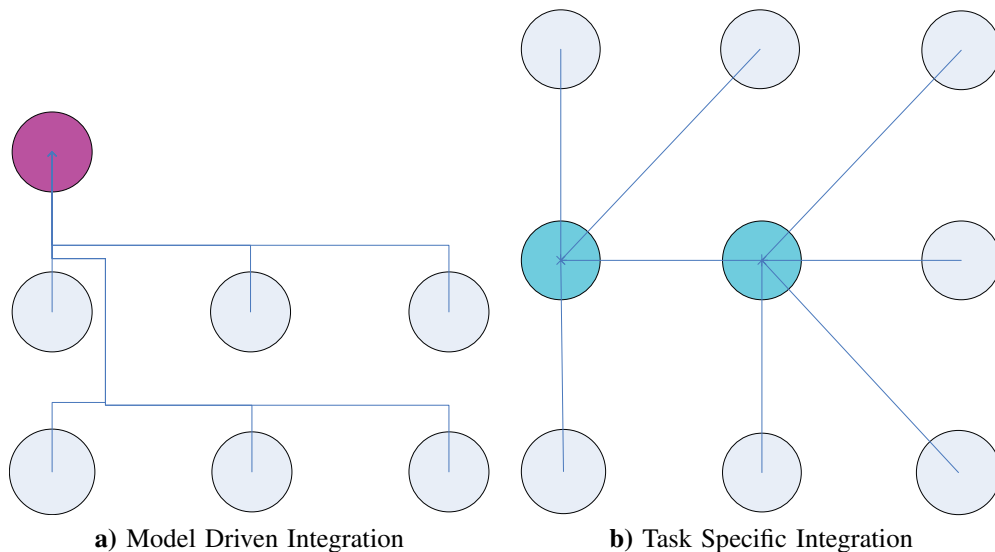 a) Model Driven Integration
b) Task Specific Integration